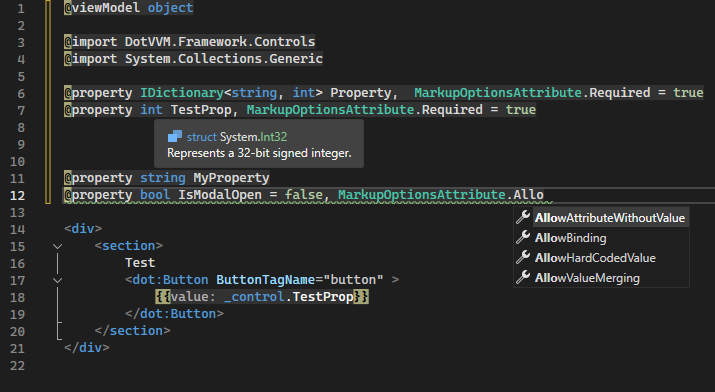 1 @viewModel object
2
3 @import DotVVM.Framework.Controls
4 @import System.Collections.Generic
5
6 @property IDictionary<string, int> Property,  MarkupOptionsAttribute.Required = true
7 @property int TestProp, MarkupOptionsAttribute.Required = true
8
struct System.Int32
9
Represents a 32-bit signed integer.
10
11 @property string MyProperty
12 @property bool IsModalOpen = false, MarkupOptionsAttribute.Allo
13
AllowAttributeWithoutValue
14 <div>
AllowBinding
15 <section>
AllowHardCodedValue
16 Test
AllowValueMerging
17 <dot:Button ButtonTagName="button" >
18 {{value: _control.TestProp}}
19 </dot:Button>
20 </section>
21 </div>
22